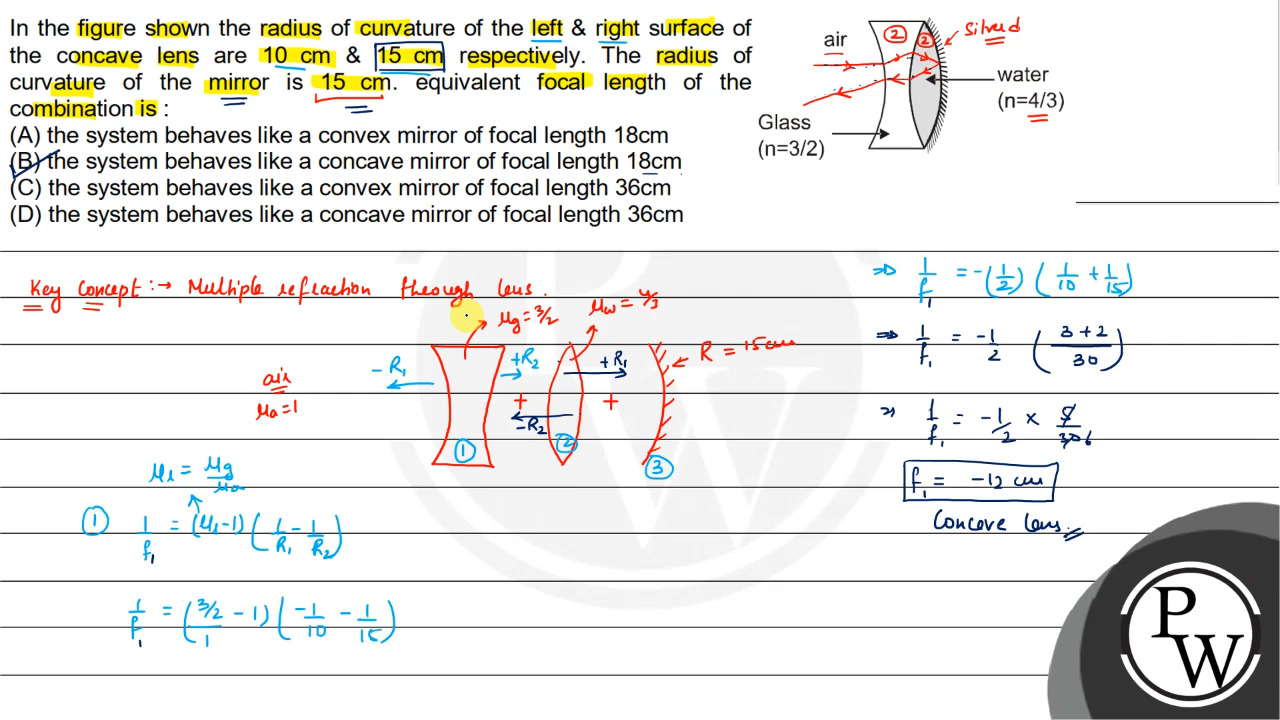 In the figure shown the radius of curvature of the left & right surface of
the concave lens are 10 cm & 15 cm respectively. The radius of
curvature of the mirror is 15 cm. equivalent focal length of the
combination is :
(A) the system behaves like a convex mirror of focal length 18cm
(B) the system behaves like a concave mirror of focal length 18cm
(C) the system behaves like a convex mirror of focal length 36cm
(D) the system behaves like a concave mirror of focal length 36cm
air
②
②
silvered
water
(n=4/3)
Glass
(n=3/2)
Key Concept :→ Multiple refraction through lens.
μg = 3/2
μw = 4/3
air
μa = 1
-R₁
+R₂
+R₁
-R₂
R = 15cm
+
+
①
②
③
μ₁ = μg/μa
① 1/f₁ = (μ₁-1) (1/R₁ - 1/R₂)
1/f₁ = ((3/2)/1 - 1) (-1/10 - 1/15)
⇒ 1/f₁ = -(1/2) (1/10 + 1/15)
⇒ 1/f₁ = -1/2 (3+2/30)
⇒ 1/f₁ = -1/2 × 5/30 6
f₁ = -12 cm
Concave lens.
P
W